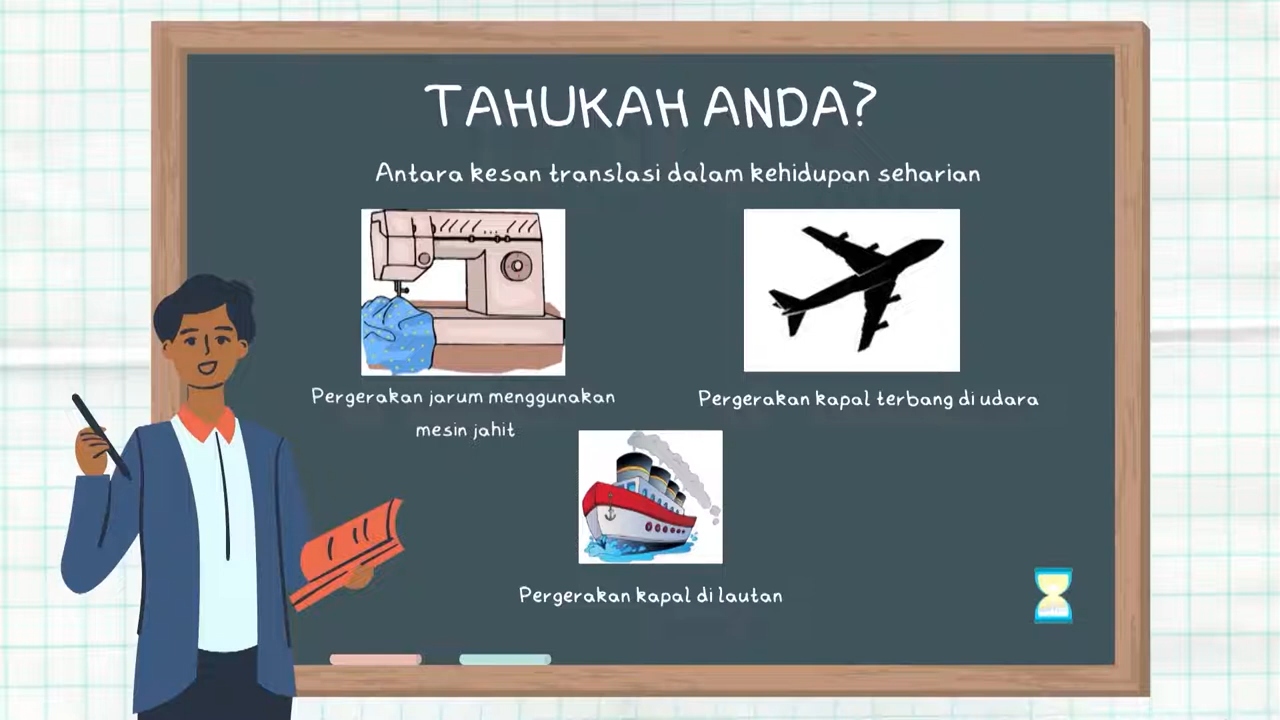 TAHUKAH ANDA?
Antara kesan translasi dalam kehidupan seharian
Pergerakan jarum menggunakan
mesin jahit
Pergerakan kapal terbang di udara
Pergerakan kapal di lautan